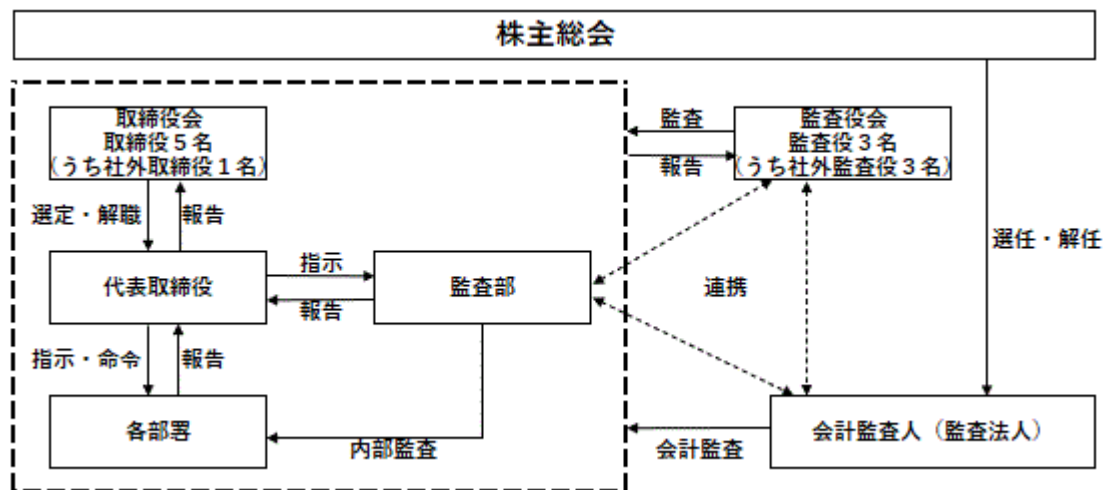 株主総会
取締役会
取締役5名
(うち社外取締役1名)
監査
報告
監査役会
監査役3名
(うち社外監査役3名)
選定・解職
報告
選任・解任
代表取締役
指示
報告
監査部
連携
指示・命令
報告
各部署
内部監査
会計監査
会計監査人(監査法人)